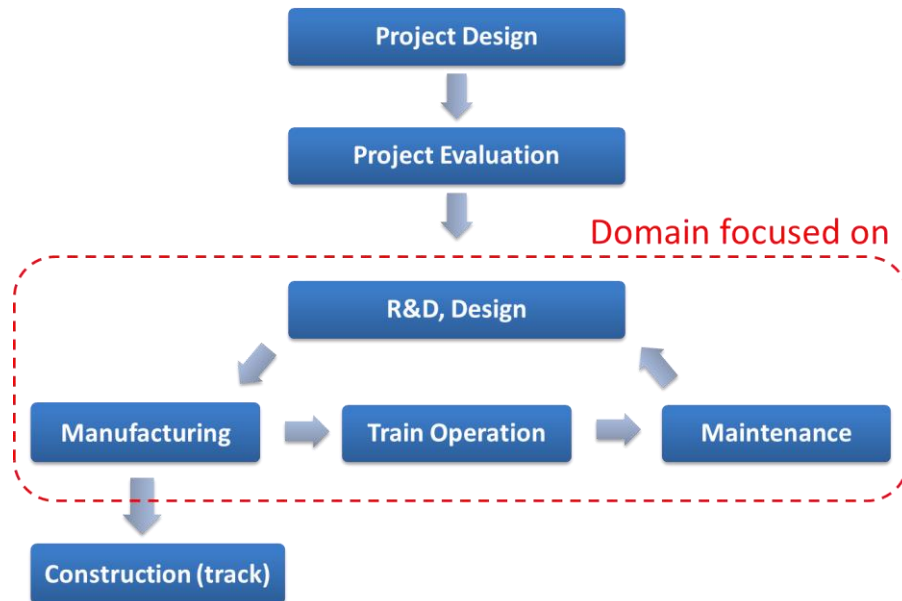 Project Design
Project Evaluation
Domain focused on
R&D, Design
Manufacturing
Train Operation
Maintenance
Construction (track)